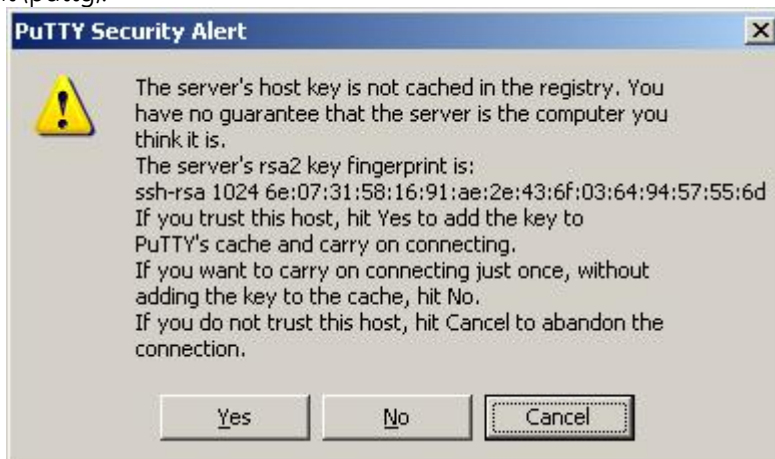 PuTTY Security Alert
The server's host key is not cached in the registry. You
have no guarantee that the server is the computer you
think it is.
The server's rsa2 key fingerprint is:
ssh-rsa 1024 6e:07:31:58:16:91:ae:2e:43:6f:03:64:94:57:55:6d
If you trust this host, hit Yes to add the key to
PuTTY's cache and carry on connecting.
If you want to carry on connecting just once, without
adding the key to the cache, hit No.
If you do not trust this host, hit Cancel to abandon the
connection.
Yes No Cancel